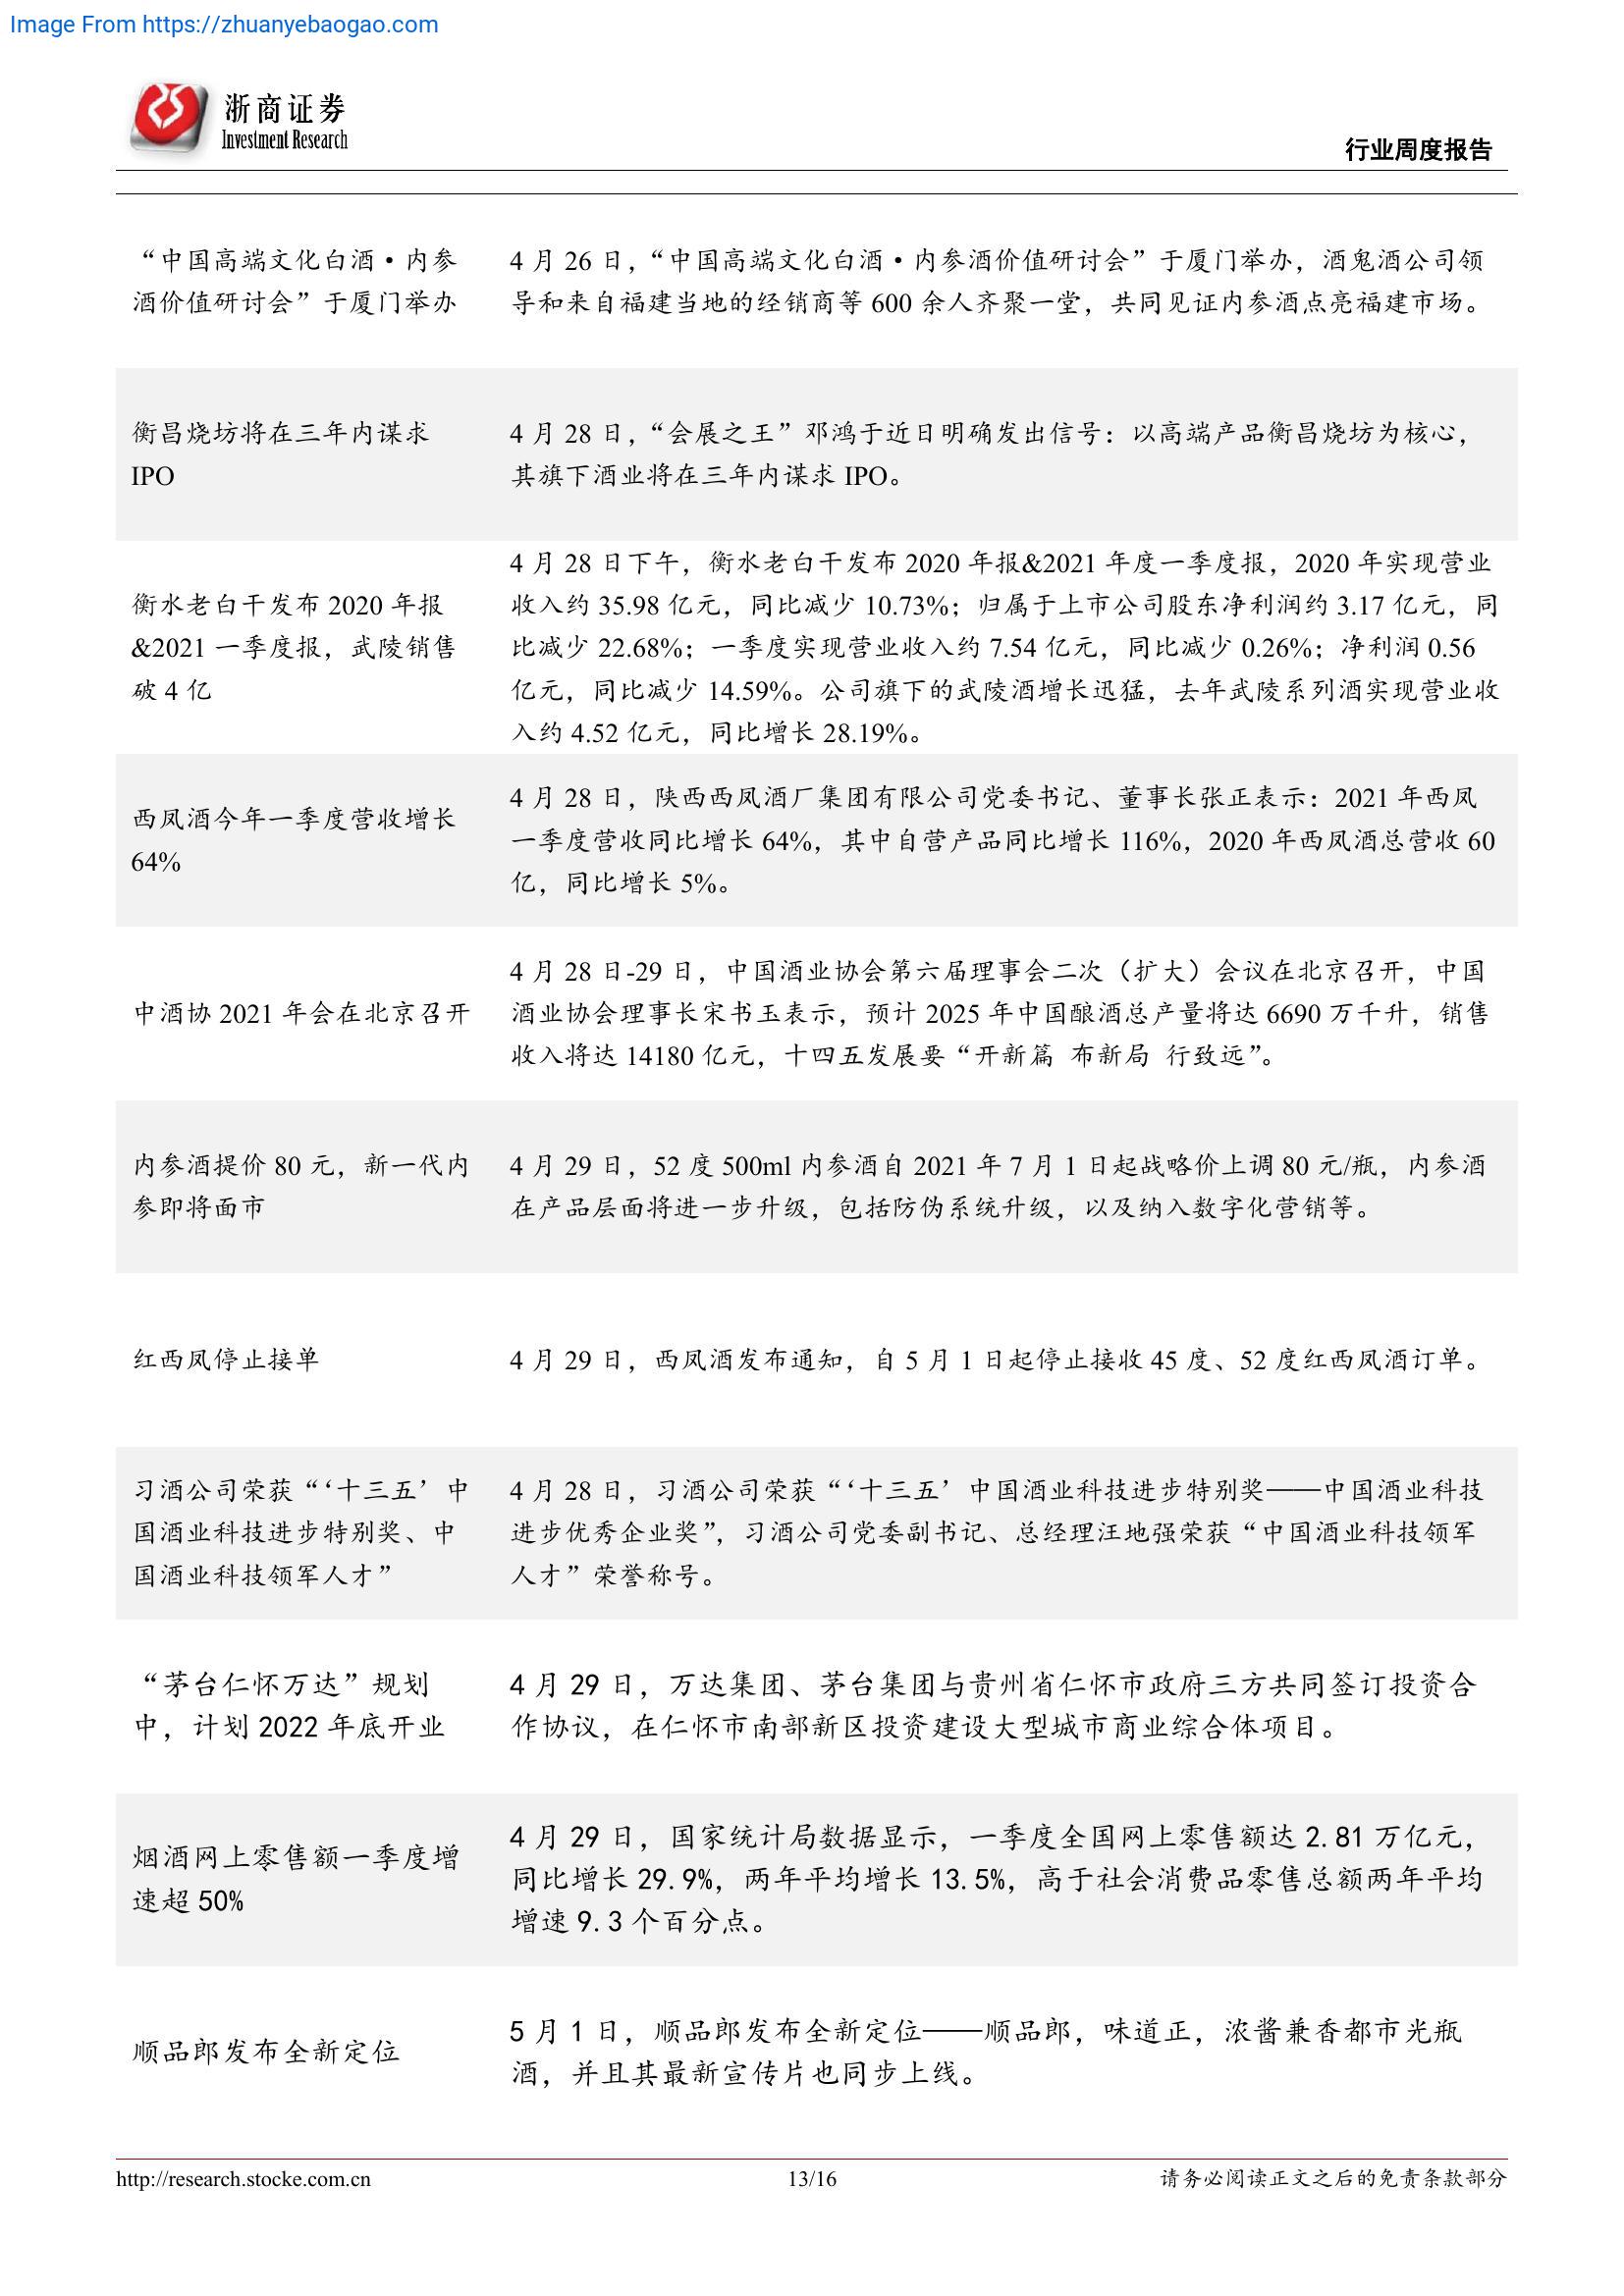 Image From https://zhuanyebaogao.com
浙商证券
Investment Research
行业周度报告
“中国高端文化白酒·内参
酒价值研讨会”于厦门举办
4 月 26 日，“中国高端文化白酒·内参酒价值研讨会”于厦门举办，酒鬼酒公司领
导和来自福建当地的经销商等 600 余人齐聚一堂，共同见证内参酒点亮福建市场。
衡昌烧坊将在三年内谋求
IPO
4 月 28 日，“会展之王”邓鸿于近日明确发出信号：以高端产品衡昌烧坊为核心，
其旗下酒业将在三年内谋求 IPO。
衡水老白干发布 2020 年报
&2021 一季度报，武陵销售
破 4 亿
4 月 28 日下午，衡水老白干发布 2020 年报&2021 年度一季度报，2020 年实现营业
收入约 35.98 亿元，同比减少 10.73%；归属于上市公司股东净利润约 3.17 亿元，同
比减少 22.68%；一季度实现营业收入约 7.54 亿元，同比减少 0.26%；净利润 0.56
亿元，同比减少 14.59%。公司旗下的武陵酒增长迅猛，去年武陵系列酒实现营业收
入约 4.52 亿元，同比增长 28.19%。
西凤酒今年一季度营收增长
64%
4 月 28 日，陕西西凤酒厂集团有限公司党委书记、董事长张正表示：2021 年西凤
一季度营收同比增长 64%，其中自营产品同比增长 116%，2020 年西凤酒总营收 60
亿，同比增长 5%。
中酒协 2021 年会在北京召开
4 月 28 日-29 日，中国酒业协会第六届理事会二次（扩大）会议在北京召开，中国
酒业协会理事长宋书玉表示，预计 2025 年中国酿酒总产量将达 6690 万千升，销售
收入将达 14180 亿元，十四五发展要“开新篇 布新局 行致远”。
内参酒提价 80 元，新一代内
参即将面市
4 月 29 日，52 度 500ml 内参酒自 2021 年 7 月 1 日起战略价上调 80 元/瓶，内参酒
在产品层面将进一步升级，包括防伪系统升级，以及纳入数字化营销等。
红西凤停止接单
4 月 29 日，西凤酒发布通知，自 5 月 1 日起停止接收 45 度、52 度红西凤酒订单。
习酒公司荣获“‘十三五’中
国酒业科技进步特别奖、中
国酒业科技领军人才”
4 月 28 日，习酒公司荣获“‘十三五’中国酒业科技进步特别奖——中国酒业科技
进步优秀企业奖”，习酒公司党委副书记、总经理汪地强荣获“中国酒业科技领军
人才”荣誉称号。
“茅台仁怀万达”规划
中，计划 2022 年底开业
4 月 29 日，万达集团、茅台集团与贵州省仁怀市政府三方共同签订投资合
作协议，在仁怀市南部新区投资建设大型城市商业综合体项目。
烟酒网上零售额一季度增
速超 50%
4 月 29 日，国家统计局数据显示，一季度全国网上零售额达 2.81 万亿元，
同比增长 29.9%，两年平均增长 13.5%，高于社会消费品零售总额两年平均
增速 9.3 个百分点。
顺品郎发布全新定位
5 月 1 日，顺品郎发布全新定位——顺品郎，味道正，浓酱兼香都市光瓶
酒，并且其最新宣传片也同步上线。
http://research.stocke.com.cn
13/16
请务必阅读正文之后的免责条款部分